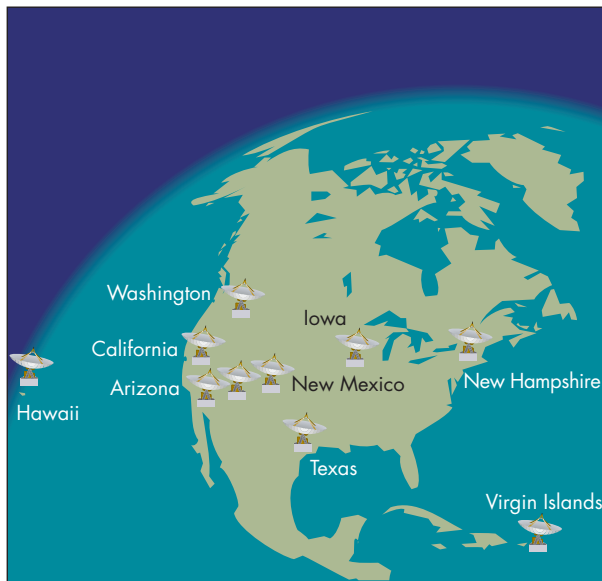 Washington
Iowa
California
Arizona
New Mexico
New Hampshire
Hawaii
Texas
Virgin Islands